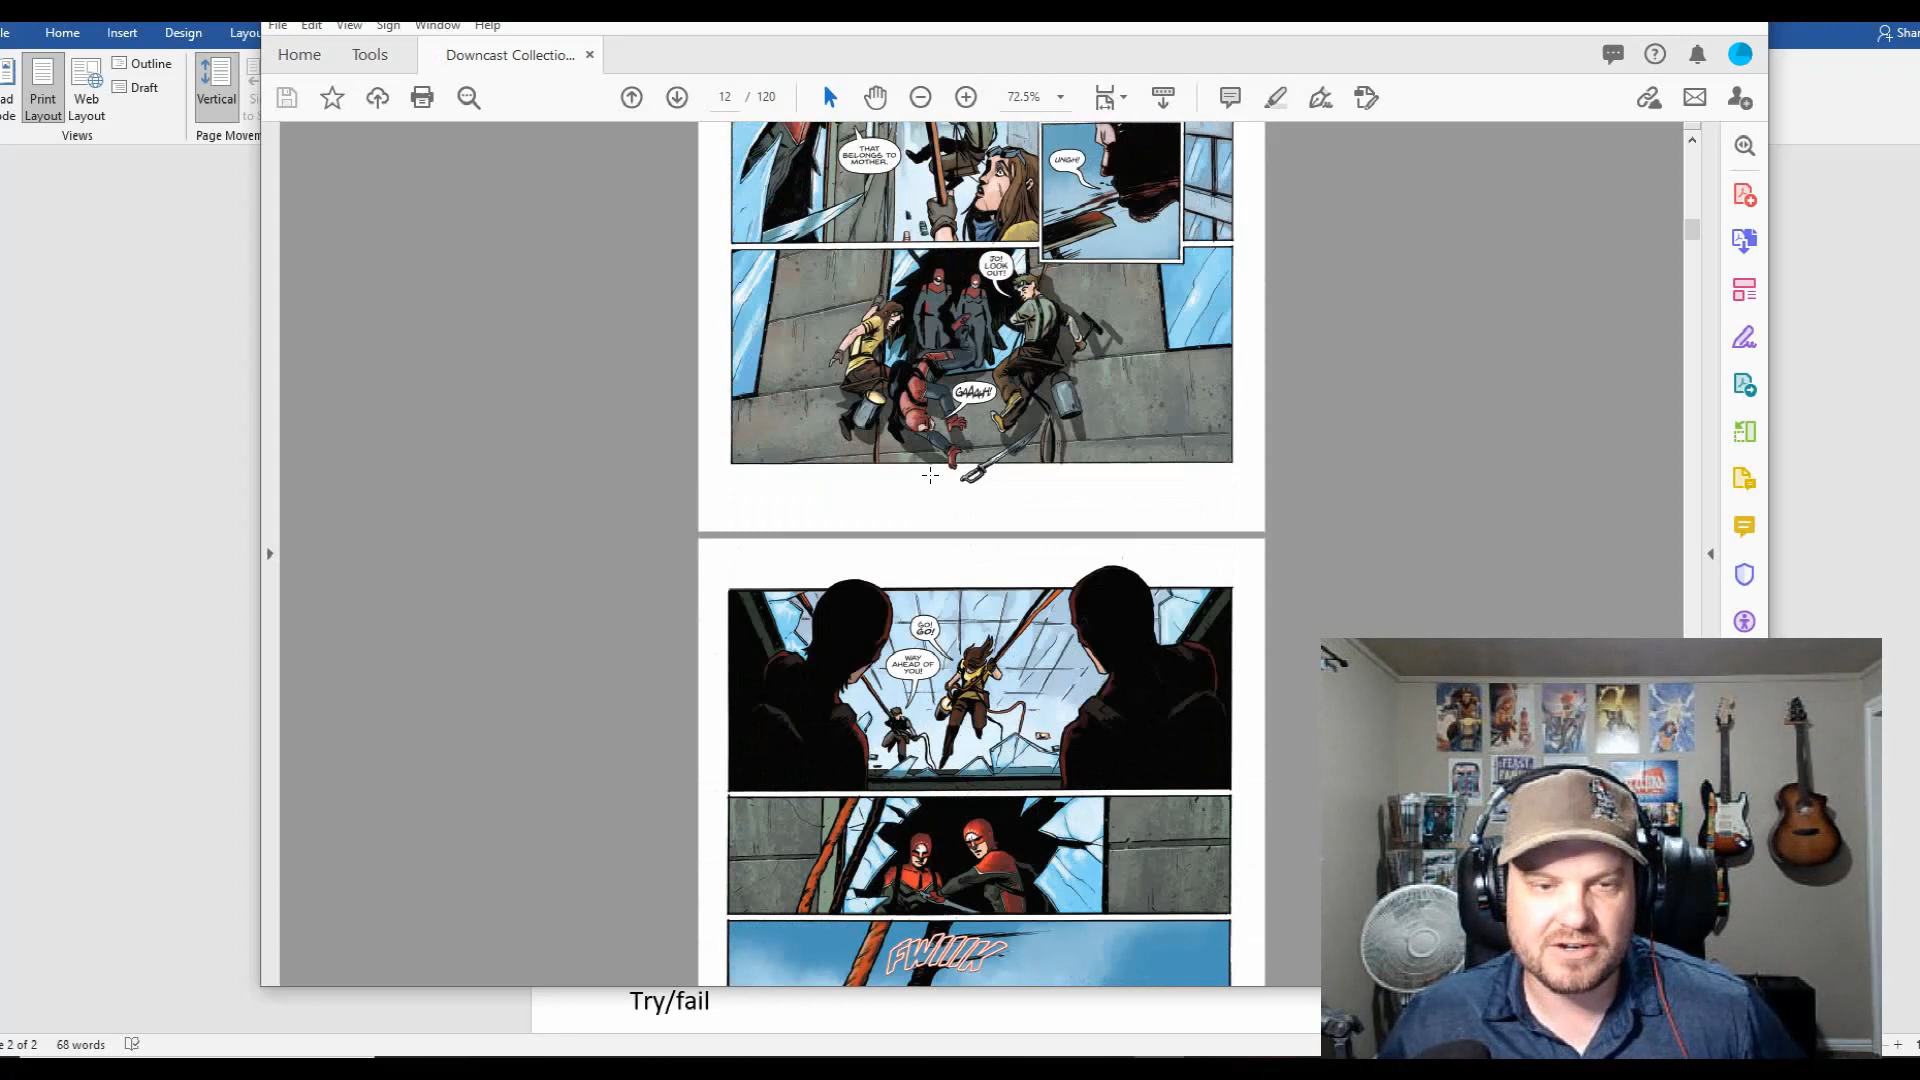 File Edit View Sign Window Help
Home Insert Design Layou
Shar
Home Tools Downcast Collectio... ×
Outline
Draft
Print Layout
Web Layout
Vertical
Views
Page Movem
12 / 120
72.5%
THAT
BELONGS TO
MOTHER.
UNGH!
JO!
LOOK
OUT!
GAAAH!
GO!
GO!
WAY
AHEAD OF
YOU!
FWIIIK
Try/fail
e 2 of 2 68 words